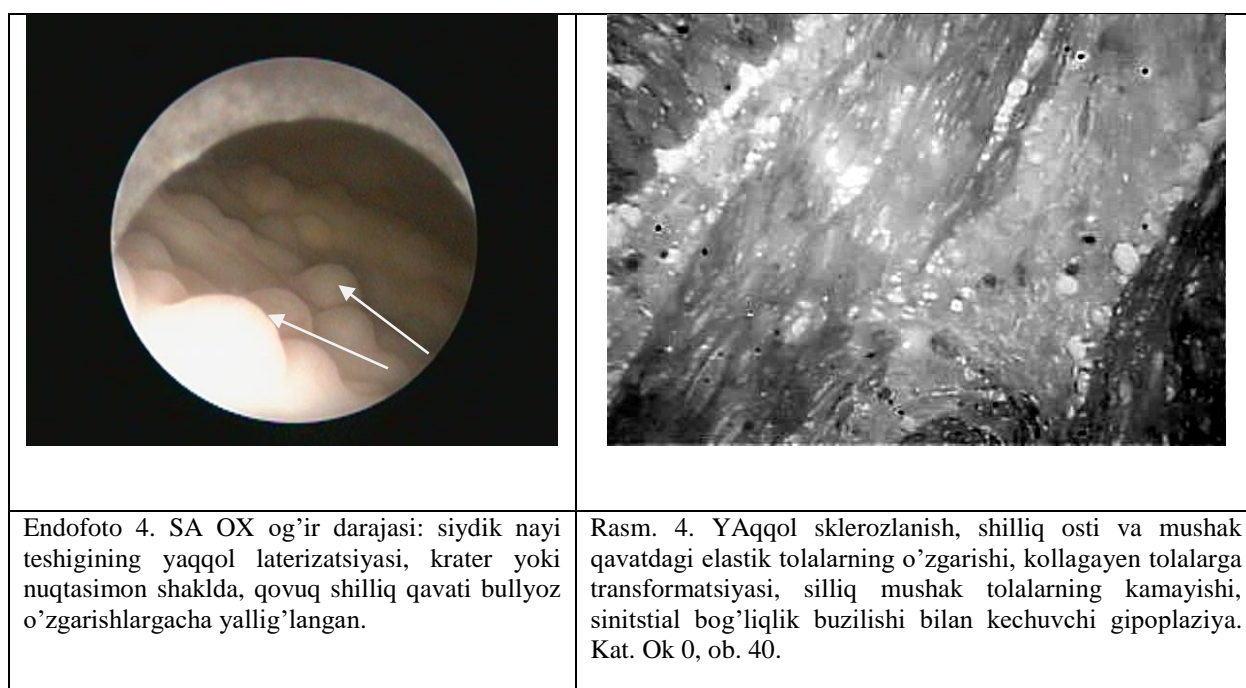 Endofoto 4. SA OX og’ir darajasi: siydik nayi
teshigining yaqqol laterizatsiyasi, krater yoki
nuqtasimon shaklda, qovuq shilliq qavati bullyoz
o’zgarishlargacha yallig’langan.
Rasm. 4. YAqqol sklerozlanish, shilliq osti va mushak
qavatdagi elastik tolalarning o’zgarishi, kollagayen tolalarga
transformatsiyasi, silliq mushak tolalarning kamayishi,
sinitstial bog’liqlik buzilishi bilan kechuvchi gipoplaziya.
Kat. Ok 0, ob. 40.